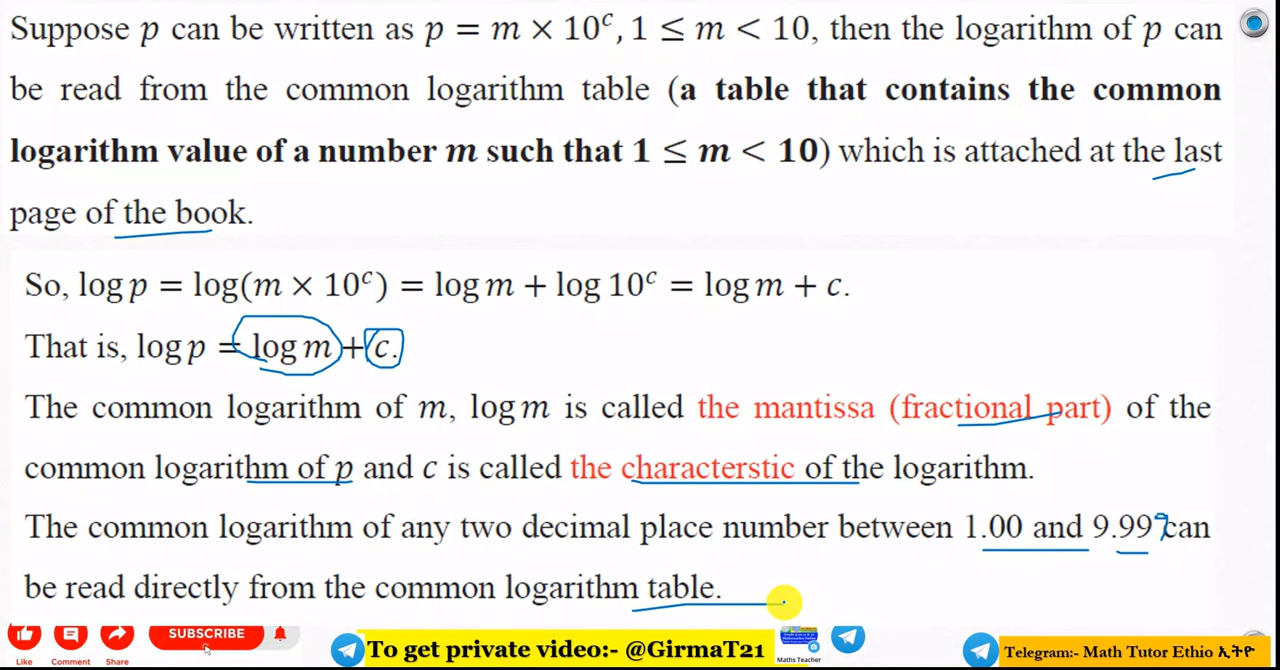 Suppose p can be written as p = m × 10ᶜ, 1 ≤ m < 10, then the logarithm of p can
be read from the common logarithm table (a table that contains the common
logarithm value of a number m such that 1 ≤ m < 10) which is attached at the last
page of the book.
So, log p = log(m × 10ᶜ) = log m + log 10ᶜ = log m + c.
That is, log p = log m + c.
The common logarithm of m, log m is called the mantissa (fractional part) of the
common logarithm of p and c is called the characterstic of the logarithm.
The common logarithm of any two decimal place number between 1.00 and 9.99 can
be read directly from the common logarithm table.
SUBSCRIBE
Like Comment Share
To get private video:- @GirmaT21
Maths Teacher
Telegram:- Math Tutor Ethio ኢትዮ